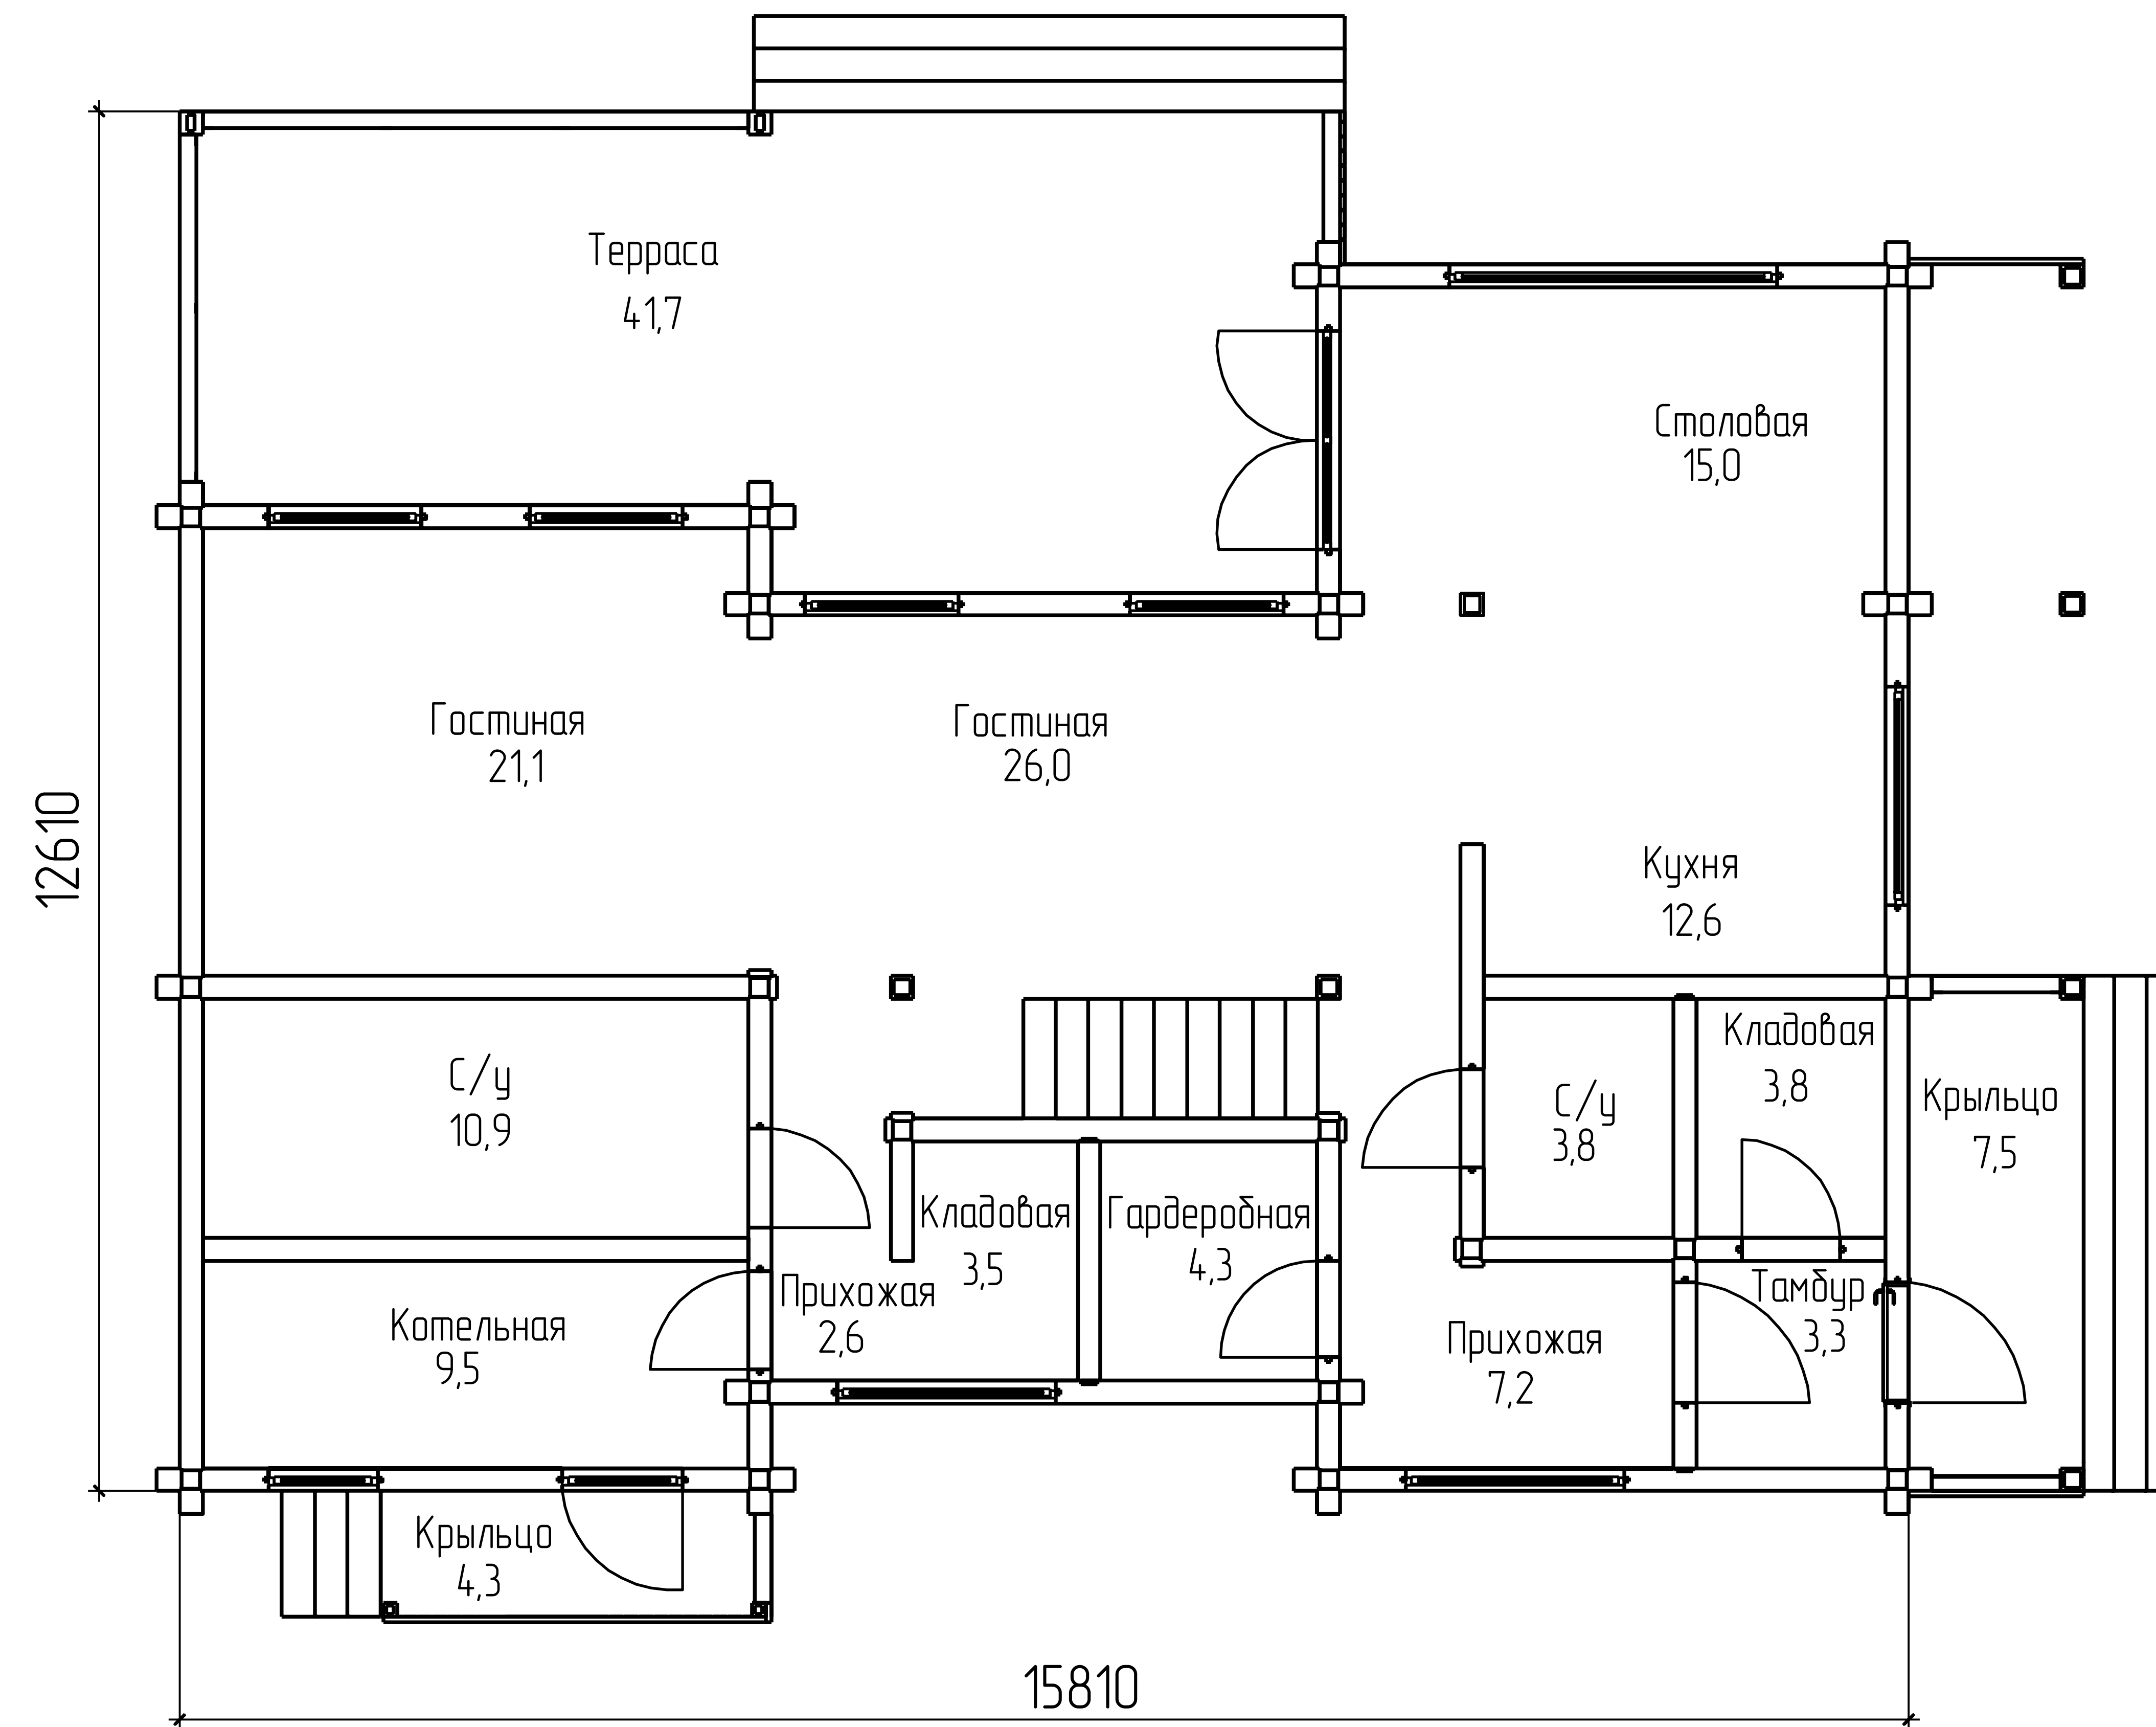 Терраса
41,7
Столовая
15,0
Гостиная
21,1
Гостиная
26,0
12610
Кухня
12,6
С/у
10,9
Кладовая
3,8
С/у
3,8
Крыльцо
7,5
Кладовая
3,5
Гардеробная
4,3
Прихожая
2,6
Котельная
9,5
Тамбур
3,3
Прихожая
7,2
Крыльцо
4,3
15810